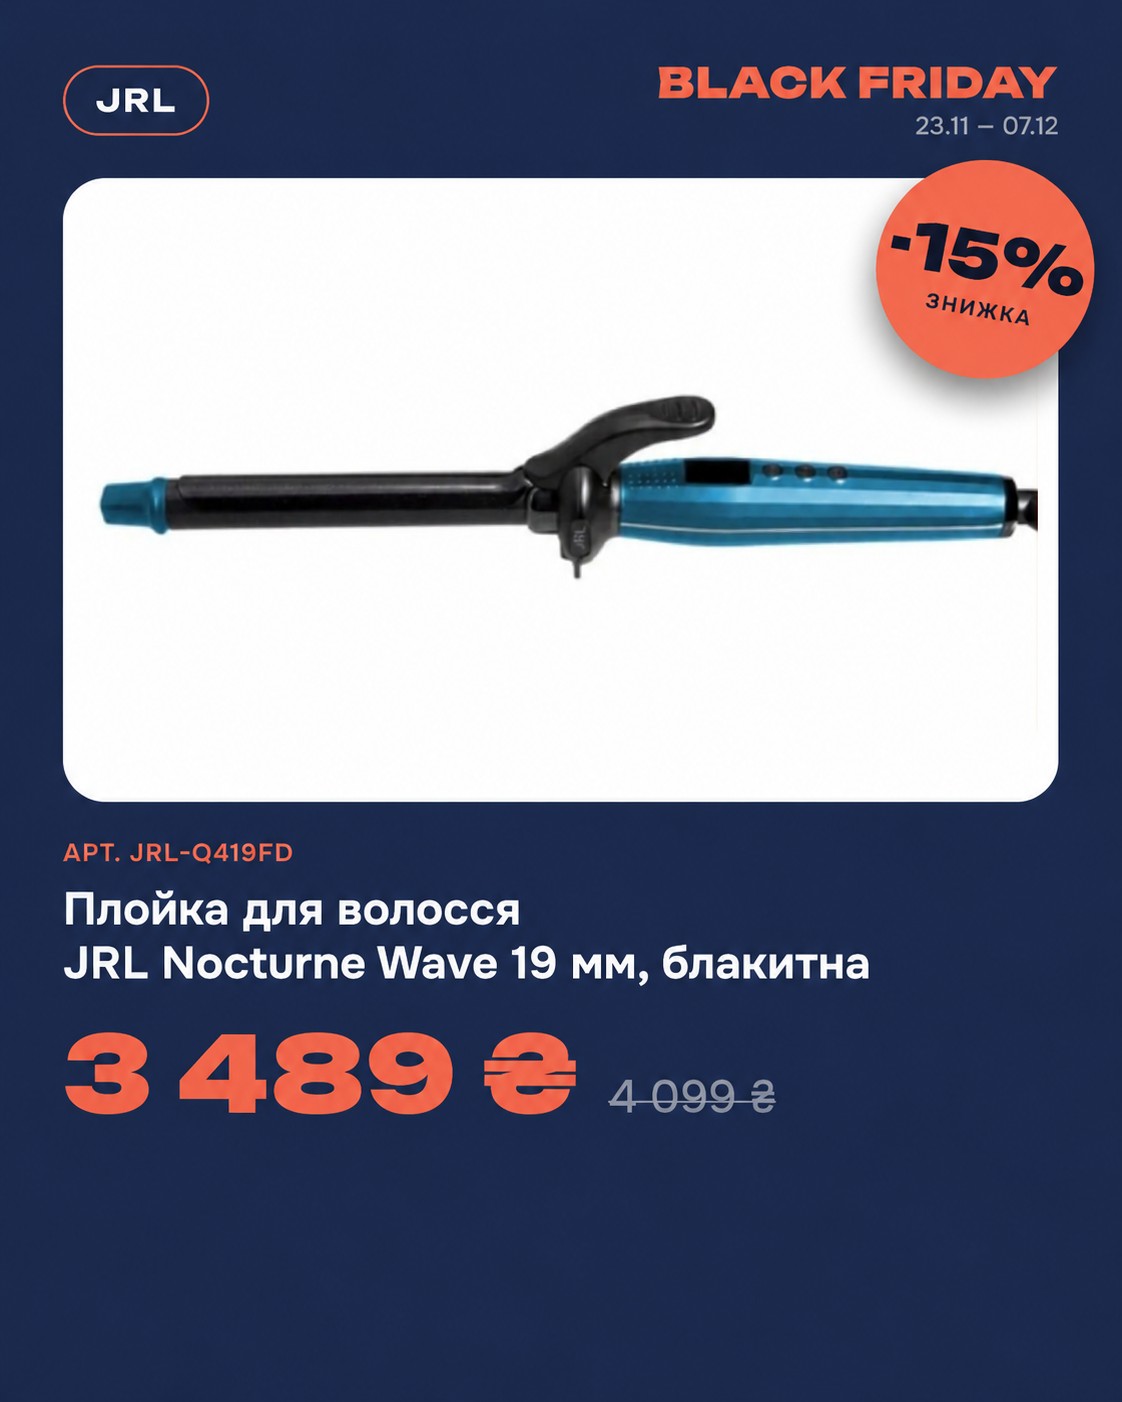 JRL
BLACK FRIDAY
23.11 – 07.12
-15%
ЗНИЖКА
JRL
АРТ. JRL-Q419FD
Плойка для волосся
JRL Nocturne Wave 19 мм, блакитна
3 489 ₴
4 099 ₴